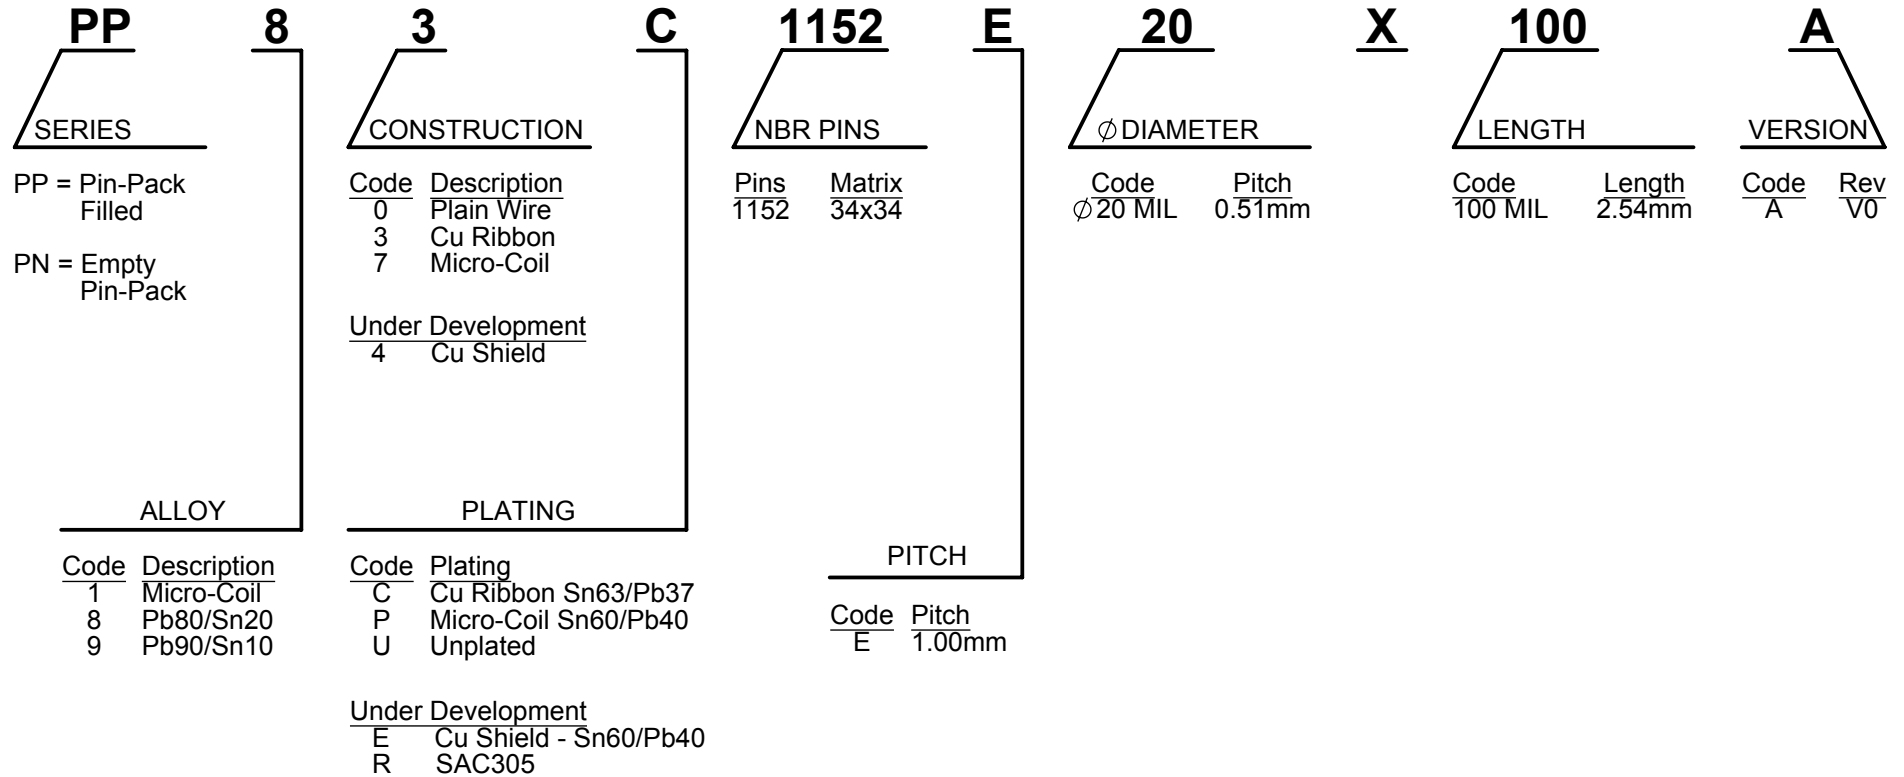 PP 8 3 C 1152 E 20 X 100 A
SERIES
PP = Pin-Pack
Filled
PN = Empty
Pin-Pack
CONSTRUCTION
Code Description
0 Plain Wire
3 Cu Ribbon
7 Micro-Coil
Under Development
4 Cu Shield
NBR PINS
Pins Matrix
1152 34x34
∅ DIAMETER
Code Pitch
∅ 20 MIL 0.51mm
LENGTH
Code Length
100 MIL 2.54mm
VERSION
Code Rev
A V0
ALLOY
Code Description
1 Micro-Coil
8 Pb80/Sn20
9 Pb90/Sn10
PLATING
Code Plating
C Cu Ribbon Sn63/Pb37
P Micro-Coil Sn60/Pb40
U Unplated
Under Development
E Cu Shield - Sn60/Pb40
R SAC305
PITCH
Code Pitch
E 1.00mm